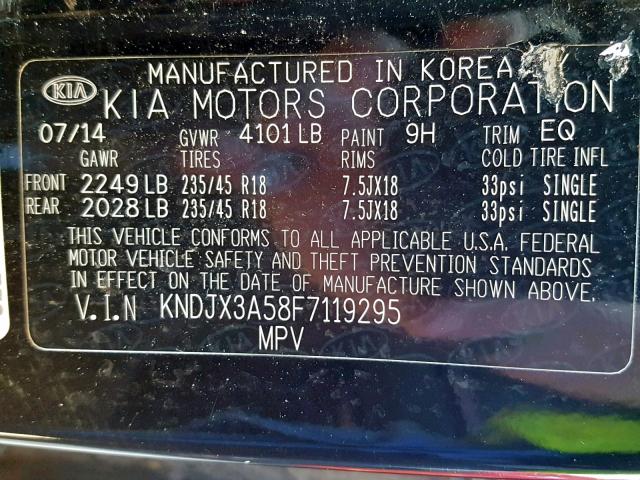 MANUFACTURED IN KOREA
KIA KIA MOTORS CORPORATION
07/14 GVWR 4101 LB PAINT 9H TRIM EQ
GAWR TIRES RIMS COLD TIRE INFL
FRONT 2249 LB 235/45 R18 7.5JX18 33psi SINGLE
REAR 2028 LB 235/45 R18 7.5JX18 33psi SINGLE
THIS VEHICLE CONFORMS TO ALL APPLICABLE U.S.A. FEDERAL
MOTOR VEHICLE SAFETY AND THEFT PREVENTION STANDARDS
IN EFFECT ON THE DATE OF MANUFACTURE SHOWN ABOVE.
V.I.N KNDJX3A58F7119295
MPV